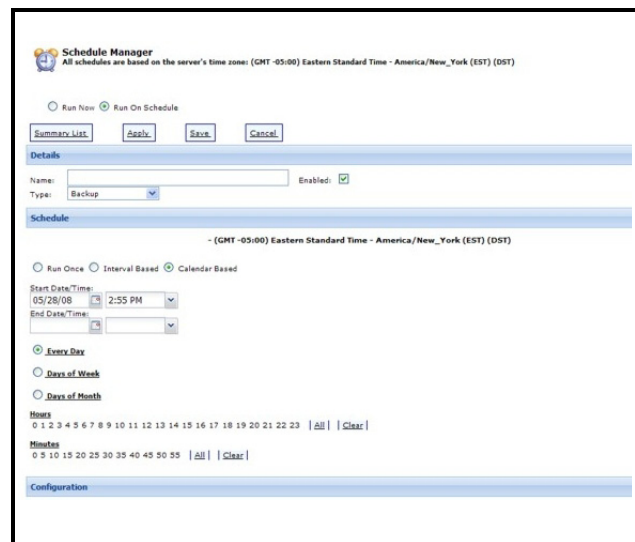 Schedule Manager
All schedules are based on the server's time zone: (GMT -05:00) Eastern Standard Time - America/New_York (EST) (DST)
Run Now Run On Schedule
Summary List Apply Save Cancel
Details
Name: Enabled:
Type: Backup
Schedule
- (GMT -05:00) Eastern Standard Time - America/New_York (EST) (DST)
Run Once Interval Based Calendar Based
Start Date/Time:
05/28/08 2:55 PM
End Date/Time:
Every Day
Days of Week
Days of Month
Hours
0 1 2 3 4 5 6 7 8 9 10 11 12 13 14 15 16 17 18 19 20 21 22 23 | All | | Clear |
Minutes
0 5 10 15 20 25 30 35 40 45 50 55 | All | | Clear |
Configuration